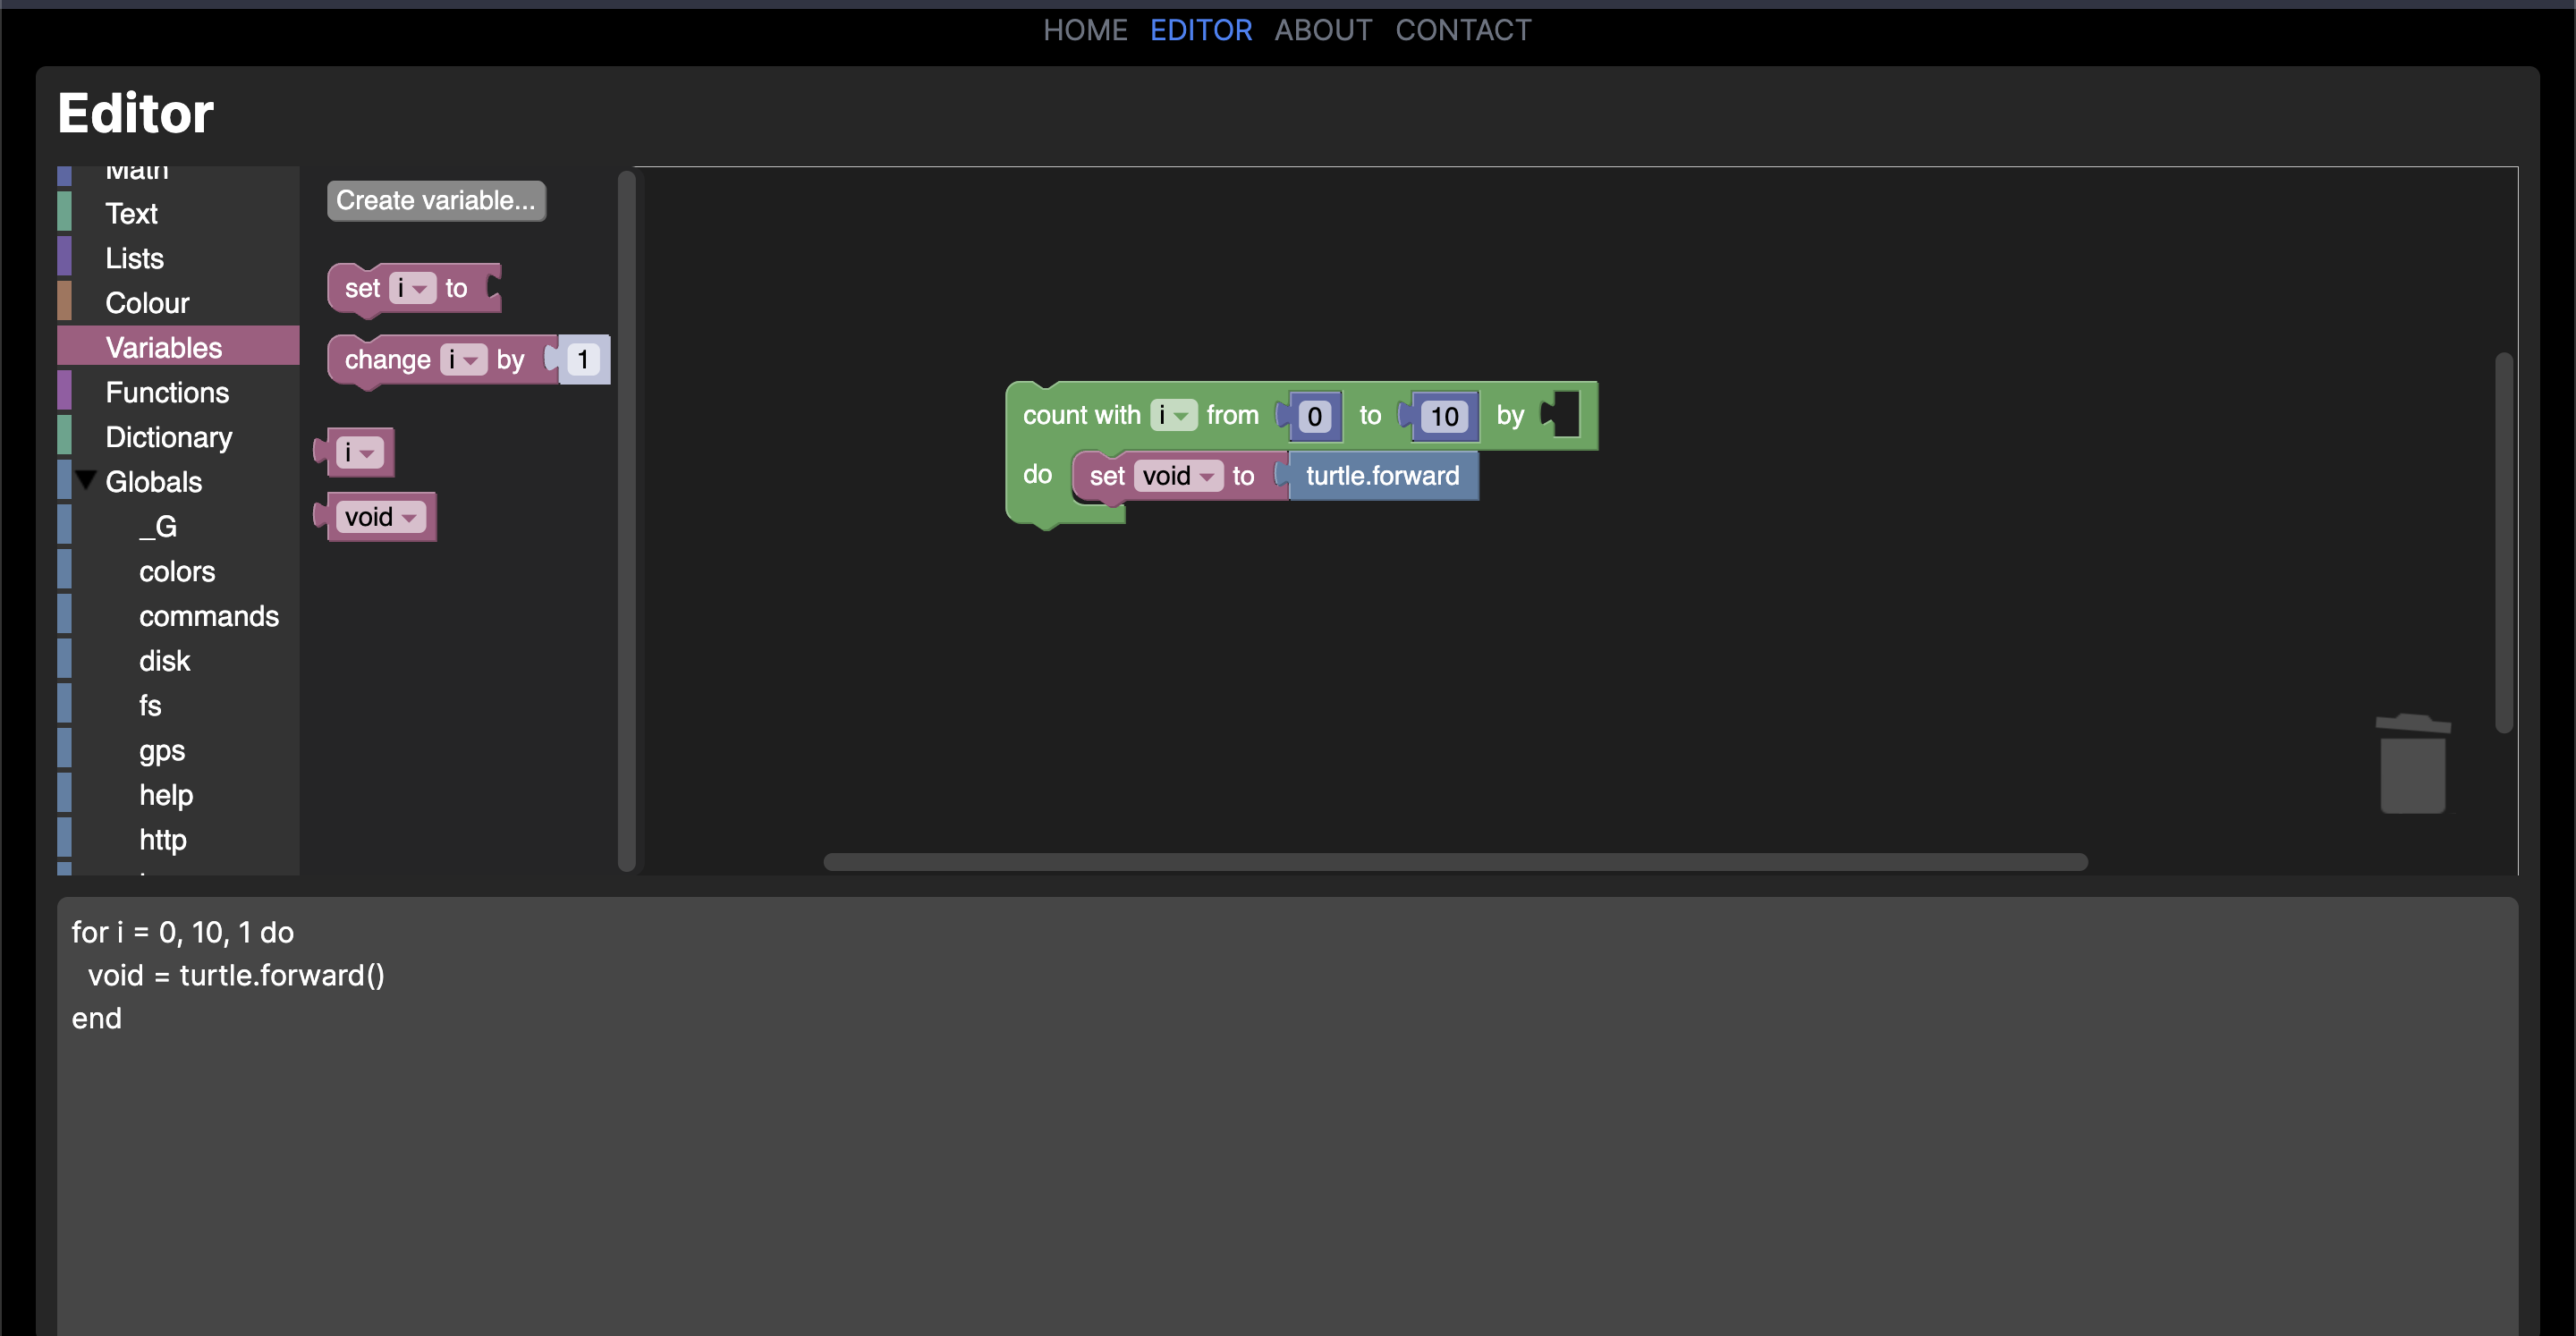 HOME EDITOR ABOUT CONTACT
Editor
Math
Text
Lists
Colour
Variables
Functions
Dictionary
Globals
_G
colors
commands
disk
fs
gps
help
http
Create variable...
set i to
change i by 1
i
void
count with i from 0 to 10 by
do set void to turtle.forward
for i = 0, 10, 1 do
void = turtle.forward()
end